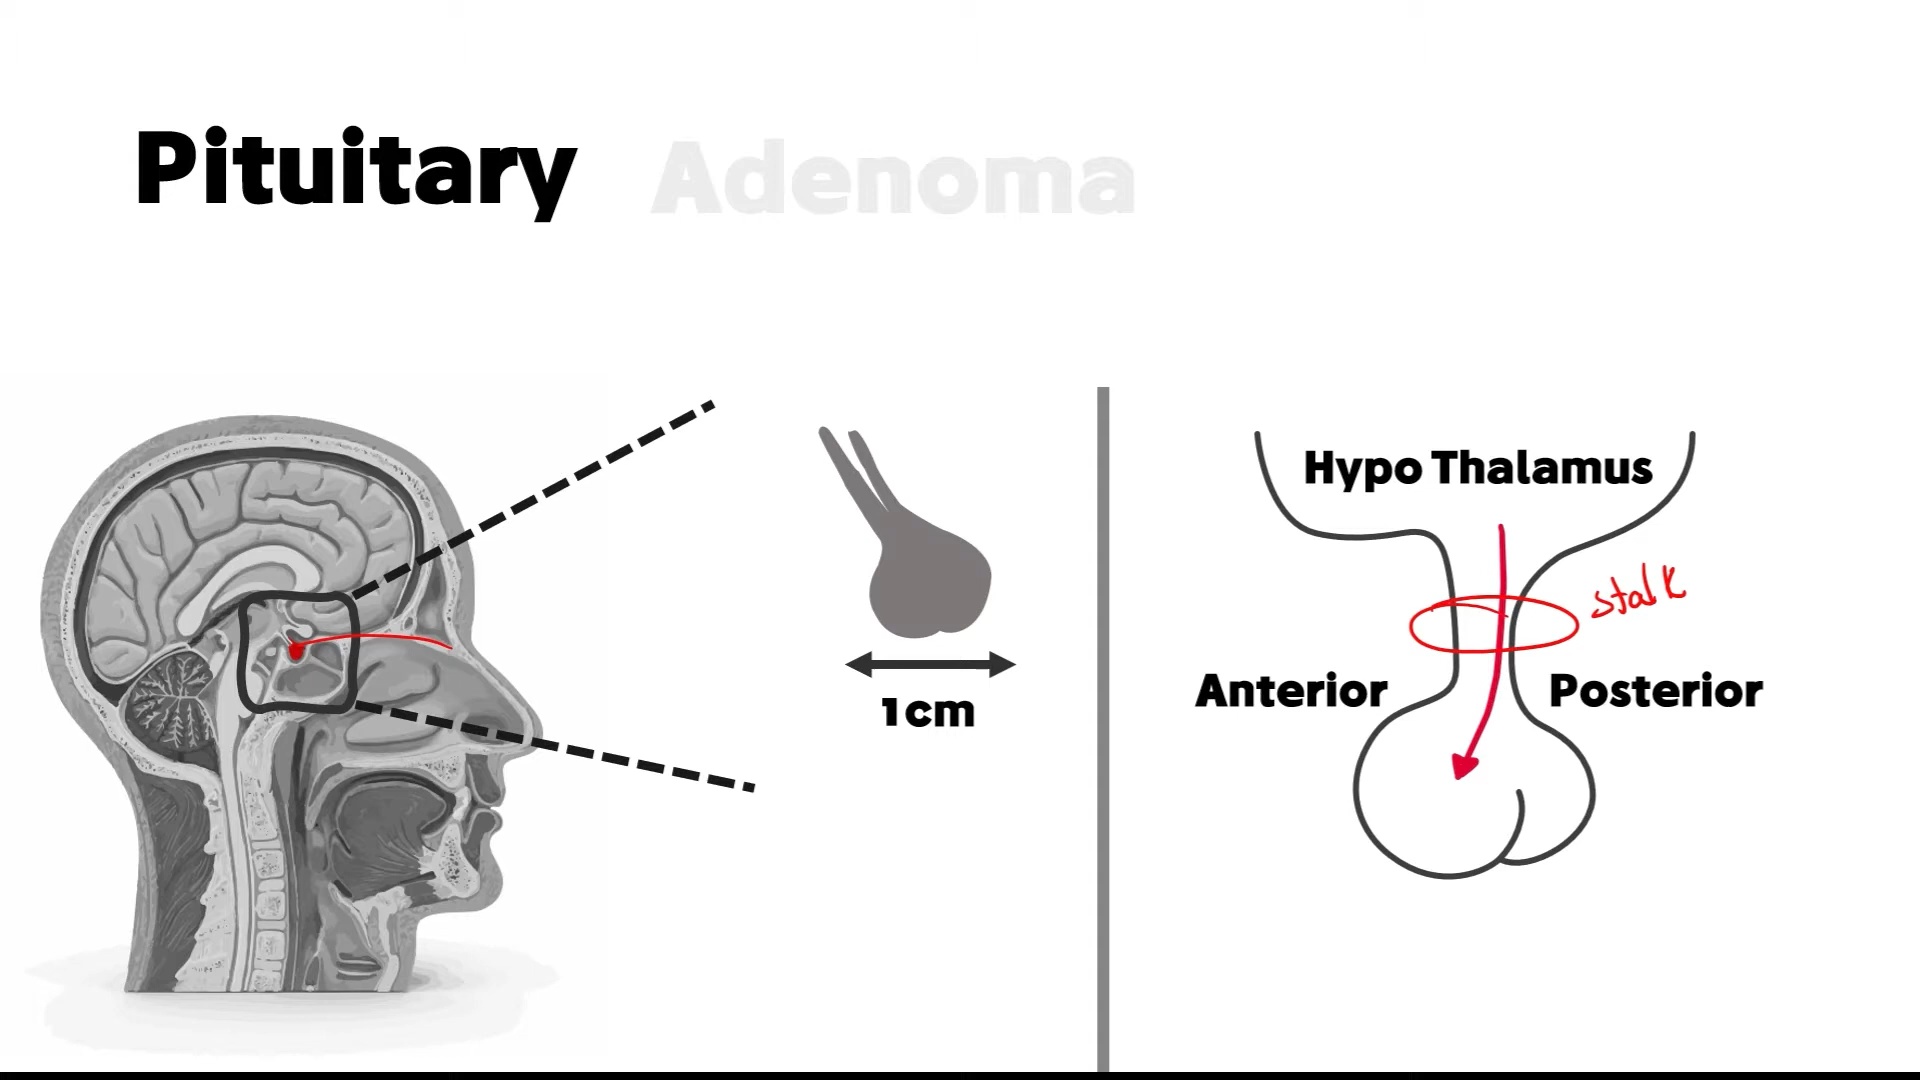 Pituitary Adenoma
Hypo Thalamus
stalk
Anterior
Posterior
1cm